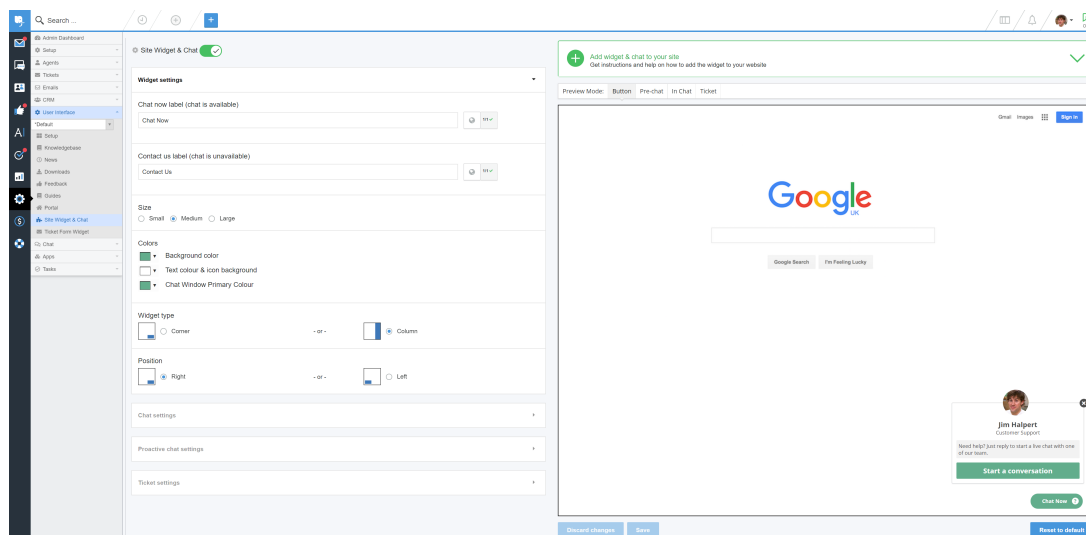 Search ...
Admin Dashboard
Setup
Agents
Tickets
Emails
CRM
User Interface
*Default
Setup
Knowledgebase
News
Downloads
Feedback
Guides
Portal
Site Widget & Chat
Ticket Form Widget
Chat
Apps
Tasks
Site Widget & Chat
Widget settings
Chat now label (chat is available)
Chat Now
Contact us label (chat is unavailable)
Contact Us
Size
Small
Medium
Large
Colors
Background color
Text colour & icon background
Chat Window Primary Colour
Widget type
Corner
- or -
Column
Position
Right
- or -
Left
Chat settings
Proective chat settings
Ticket settings
Add widget & chat to your site
Get instructions and help on how to add the widget to your website
Preview Mode: Button Pre-chat In Chat Ticket
Gmail Images Sign in
Google
UK
Google Search I'm Feeling Lucky
Jim Halpert
Customer Support
Need help? Just reply to start a live chat with one
of our team.
Start a conversation
Chat Now
Discard changes Save Reset to default